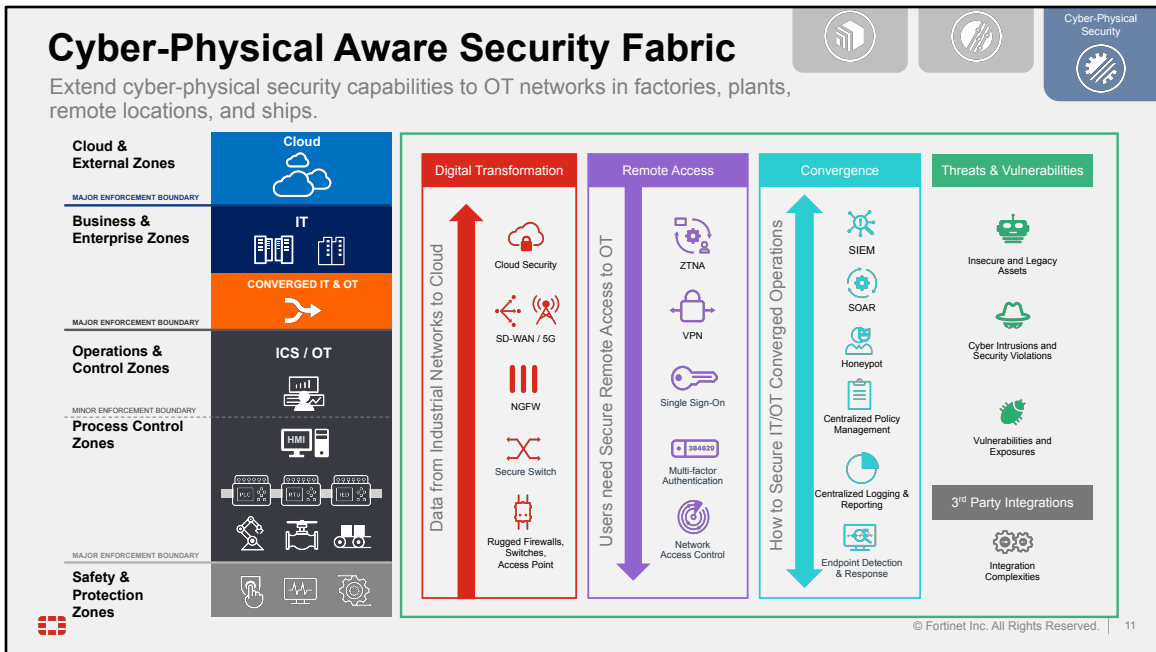 Cyber-Physical Aware Security Fabric
Extend cyber-physical security capabilities to OT networks in factories, plants,
remote locations, and ships.
Cyber-Physical
Security
Cloud &
External Zones
MAJOR ENFORCEMENT BOUNDARY
Business &
Enterprise Zones
MAJOR ENFORCEMENT BOUNDARY
Operations &
Control Zones
MINOR ENFORCEMENT BOUNDARY
Process Control
Zones
MAJOR ENFORCEMENT BOUNDARY
Safety &
Protection
Zones
Cloud
IT
CONVERGED IT & OT
ICS / OT
HMI
PLC
RTU
IED
Digital Transformation
Data from Industrial Networks to Cloud
Cloud Security
SD-WAN / 5G
NGFW
Secure Switch
Rugged Firewalls,
Switches,
Access Point
Remote Access
Users need Secure Remote Access to OT
ZTNA
VPN
Single Sign-On
384629
Multi-factor
Authentication
Network
Access Control
Convergence
How to Secure IT/OT Converged Operations
SIEM
SOAR
Honeypot
Centralized Policy
Management
Centralized Logging &
Reporting
Endpoint Detection
& Response
Threats & Vulnerabilities
Insecure and Legacy
Assets
Cyber Intrusions and
Security Violations
Vulnerabilities and
Exposures
3rd Party Integrations
Integration
Complexities
© Fortinet Inc. All Rights Reserved.
11